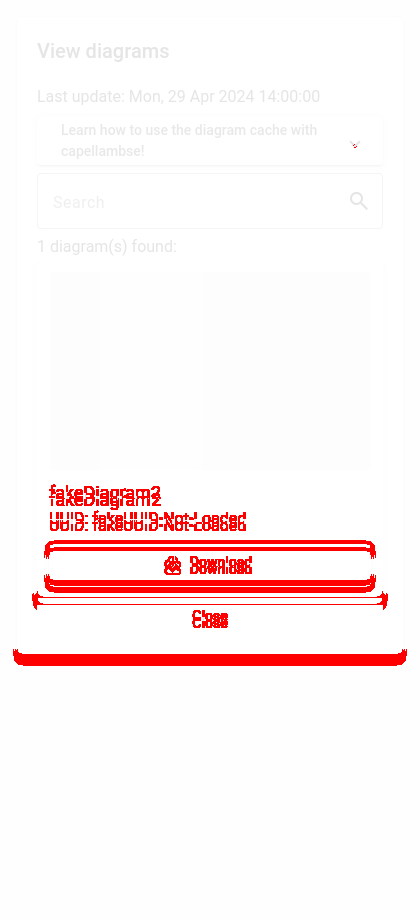 View diagrams
Last update: Mon, 29 Apr 2024 14:00:00
Learn how to use the diagram cache with
capellambse!
Search
1 diagram(s) found:
fakeDiagram2
UUID: fakeUUID-Not-Loaded
Download
Close